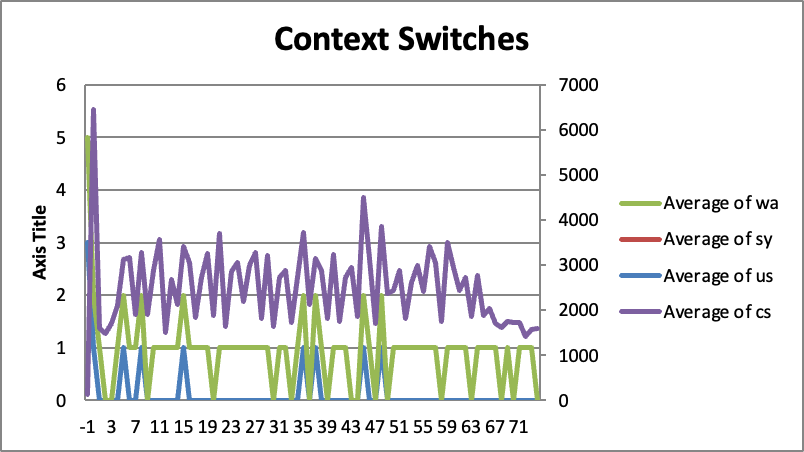 Context Switches
6 7000
5 6000
4 5000
3 4000
2 3000
1 2000
0 1000
0
Axis Title
-1 3 7 11 15 19 23 27 31 35 39 43 47 51 55 59 63 67 71
Average of wa
Average of sy
Average of us
Average of cs